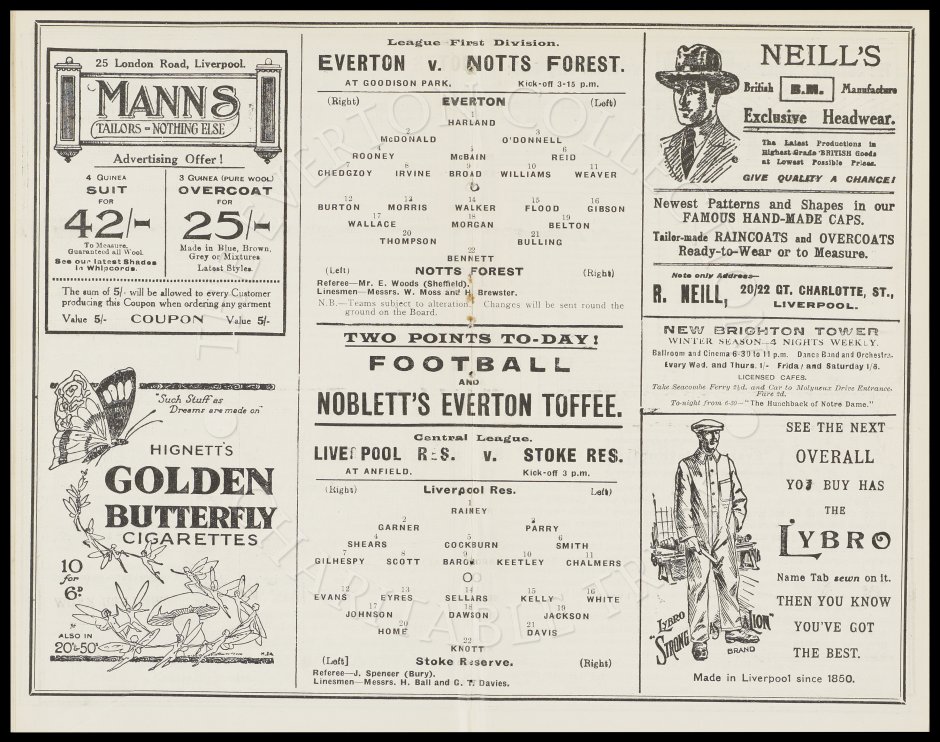 25 London Road, Liverpool.
MANNS
TAILORS - NOTHING ELSE
Advertising Offer!
4 GUINEA
SUIT
FOR
42/-
To Measure,
Guaranteed all Wool.
See our latest Shades
in Whipcords.
3 GUINEA (PURE WOOL)
OVERCOAT
FOR
25/-
Made in Blue, Brown,
Grey or Mixtures
Latest Styles.
The sum of 5/- will be allowed to every Customer
producing this Coupon when ordering any garment
Value 5/- COUPON Value 5/-
"Such Stuff as
Dreams are made on"
HIGNETT'S
GOLDEN
BUTTERFLY
CIGARETTES
10
for
6D
ALSO IN
20's-50's
League First Division.
EVERTON v. NOTTS FOREST.
AT GOODISON PARK. Kick-off 3-15 p.m.
(Right) EVERTON (Left)
1
HARLAND
2 3
McDONALD O'DONNELL
4 5 6
ROONEY McBAIN REID
7 8 9 10 11
CHEDGZOY IRVINE BROAD WILLIAMS WEAVER
O
12 13 14 15 16
BURTON MORRIS WALKER FLOOD GIBSON
17 18 19
WALLACE MORGAN BELTON
20 21
THOMPSON BULLING
22
BENNETT
(Left) NOTTS FOREST (Right)
Referee—Mr. E. Woods (Sheffield).
Linesmen—Messrs. W. Moss and H. Brewster.
N.B.—Teams subject to alteration. Changes will be sent round
the ground on the Board.
TWO POINTS TO-DAY!
FOOTBALL
AND
NOBLETT'S EVERTON TOFFEE.
Central League.
LIVERPOOL RES. v. STOKE RES.
AT ANFIELD. Kick-off 3 p.m.
(Right) Liverpool Res. Left)
1
RAINEY
2 3
GARNER PARRY
4 5 6
SHEARS COCKBURN SMITH
7 8 9 10 11
GILHESPY SCOTT BARON KEETLEY CHALMERS
O
12 13 14 15 16
EVANS EYRES SELLARS KELLY WHITE
17 18 19
JOHNSON DAWSON JACKSON
20 21
HOME DAVIS
22
KNOTT
(Left] Stoke Reserve. (Right)
Referee—J. Spencer (Bury).
Linesmen—Messrs. H. Ball and G. T. Davies.
NEILL'S
British B.M. Manufacture
Exclusive Headwear.
The Latest Productions in
Highest-Grade BRITISH Goods
at Lowest Possible Prices.
GIVE QUALITY A CHANCE!
Newest Patterns and Shapes in our
FAMOUS HAND-MADE CAPS.
Tailor-made RAINCOATS and OVERCOATS
Ready-to-Wear or to Measure.
Note only Address—
R. NEILL, 20/22 GT. CHARLOTTE, ST.,
LIVERPOOL.
NEW BRIGHTON TOWER
WINTER SEASON—4 NIGHTS WEEKLY.
Ballroom and Cinema 6-30 to 11 p.m. Dance Band and Orchestra.
Every Wed. and Thurs. 1/- Friday and Saturday 1/6.
LICENSED CAFES.
Take Seacombe Ferry 2½d. and Car to Molyneux Drive Entrance.
Fare 2d.
To-night from 6-30—"The Hunchback of Notre Dame."
SEE THE NEXT
OVERALL
YOU BUY HAS
THE
LYBRO
Name Tab sewn on it.
THEN YOU KNOW
YOU'VE GOT
THE BEST.
LYBRO
"STRONG AS A LION"
BRAND
Made in Liverpool since 1850.
EVERTON COLLECTION CHARITABLE TRUST